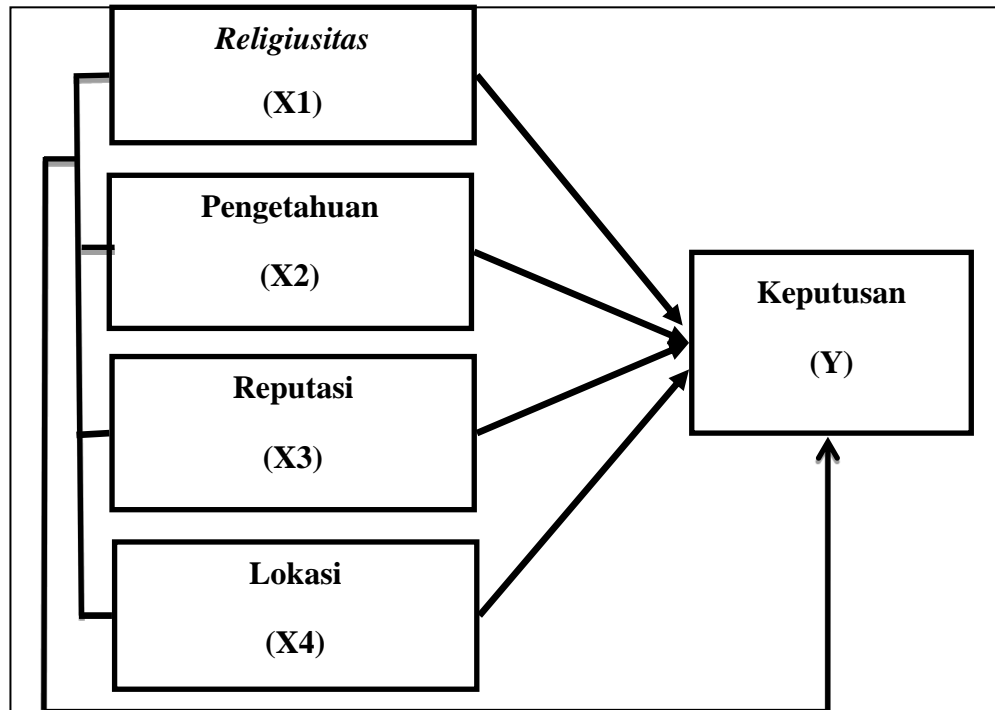 Religiusitas
(X1)
Pengetahuan
(X2)
Reputasi
(X3)
Lokasi
(X4)
Keputusan
(Y)